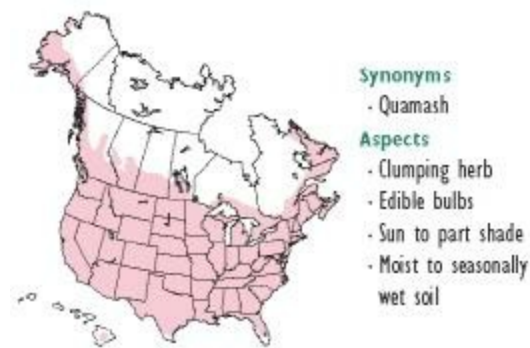 Synonyms
- Quamash
Aspects
- Clumping herb
- Edible bulbs
- Sun to part shade
- Moist to seasonally
wet soil